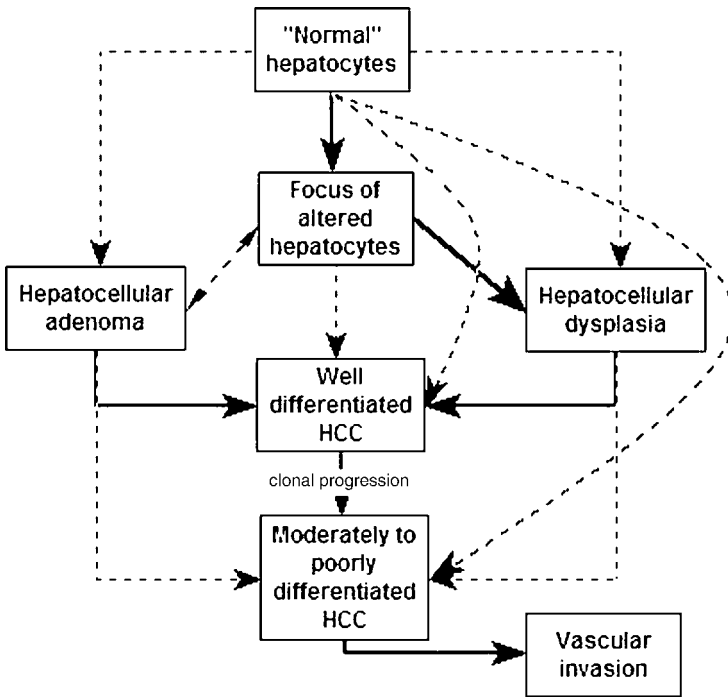 "Normal"
hepatocytes
Focus of
altered
hepatocytes
Hepatocellular
adenoma
Hepatocellular
dysplasia
Well
differentiated
HCC
clonal progression
Moderately to
poorly
differentiated
HCC
Vascular
invasion